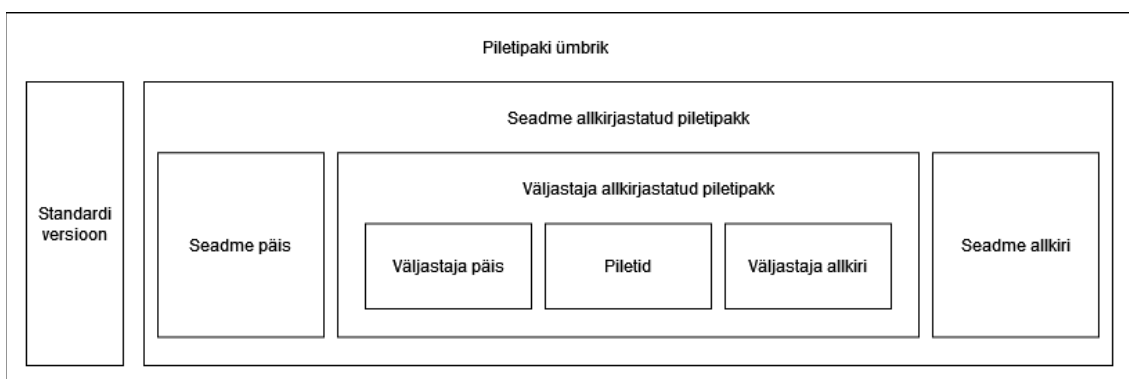 Piletipaki ümbrik
Seadme allkirjastatud piletipakk
Väljastaja allkirjastatud piletipakk
Standardi
versioon
Seadme päis
Väljastaja päis
Piletid
Väljastaja allkiri
Seadme allkiri